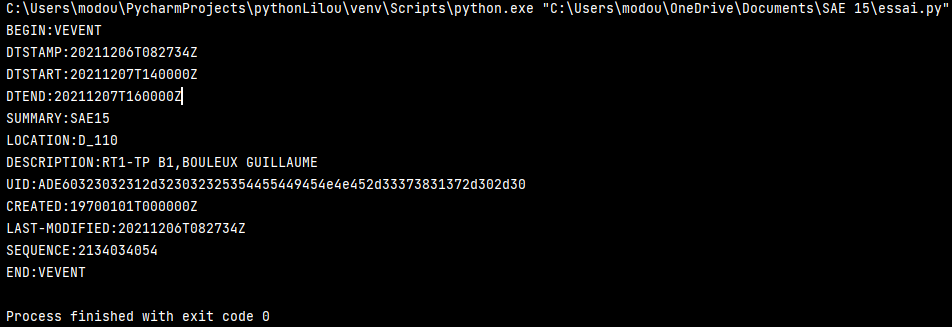 C:\Users\modou\PycharmProjects\pythonLilou\venv\Scripts\python.exe "C:\Users\modou\OneDrive\Documents\SAE 15\essai.py"
BEGIN:VEVENT
DTSTAMP:20211206T082734Z
DTSTART:20211207T140000Z
DTEND:20211207T160000Z
SUMMARY:SAE15
LOCATION:D_110
DESCRIPTION:RT1-TP B1,BOULEUX GUILLAUME
UID:ADE60323032312d323032325354455449454e4e452d33373831372d302d30
CREATED:19700101T000000Z
LAST-MODIFIED:20211206T082734Z
SEQUENCE:2134034054
END:VEVENT
Process finished with exit code 0